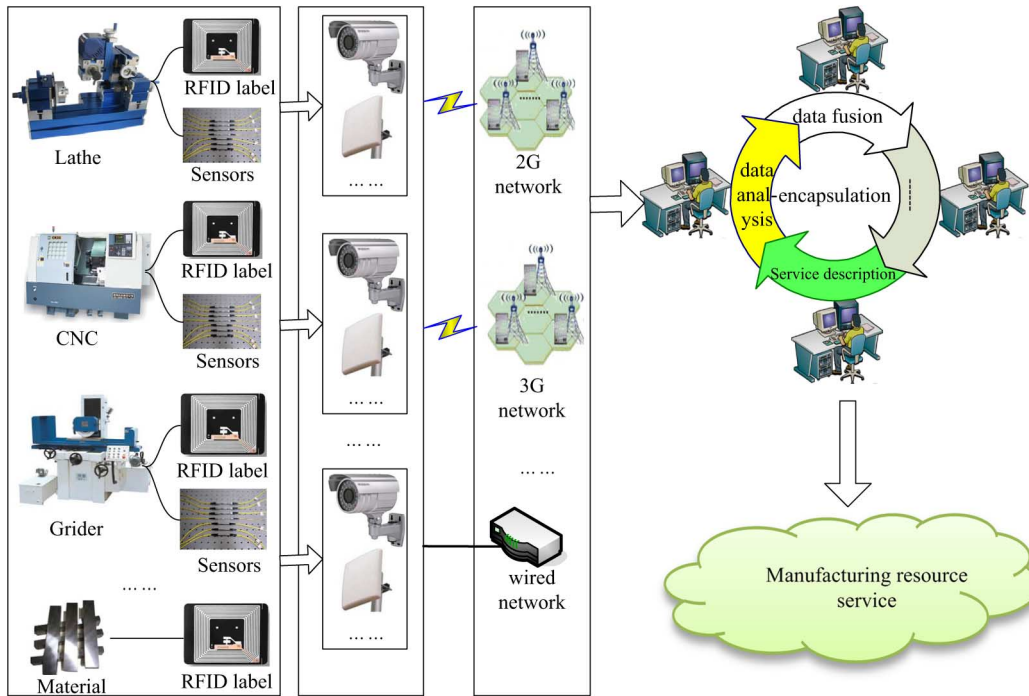 RFID label
Lathe
Sensors
……
RFID label
CNC
Sensors
……
……
RFID label
Grider
Sensors
……
RFID label
Material
……
2G
network
3G
network
……
wired
network
data fusion
data
anal
ysis
-encapsulation
Service description
Manufacturing resource
service